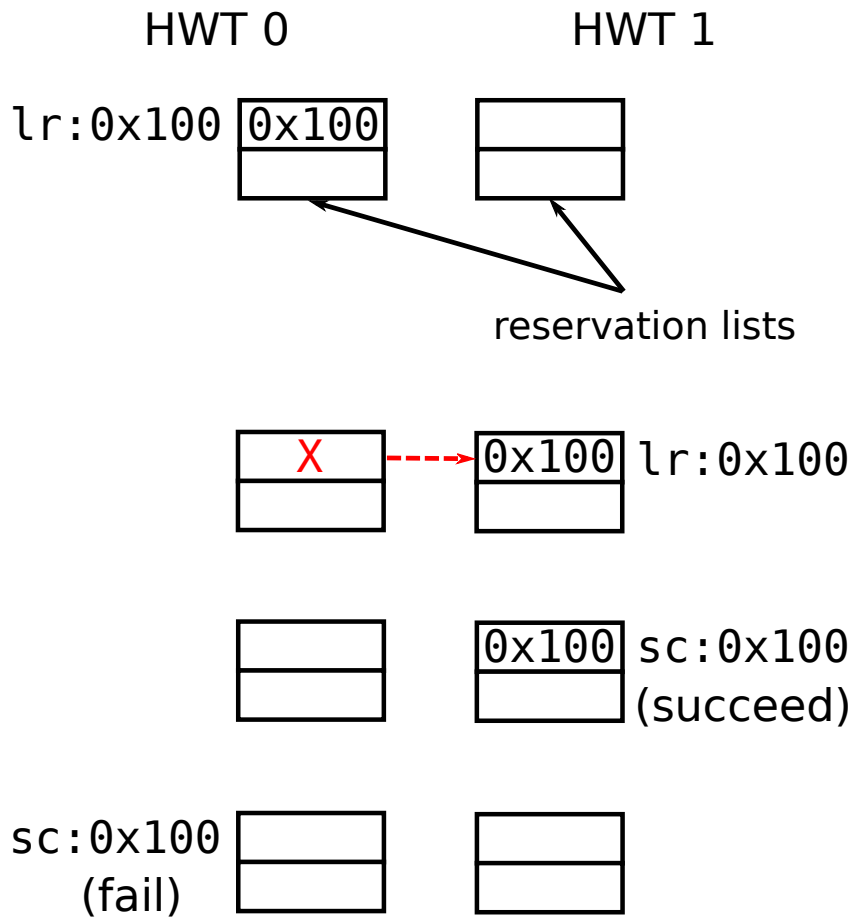 HWT 0 HWT 1
lr:0x100 0x100
reservation lists
X 0x100 lr:0x100
0x100 sc:0x100
(succeed)
sc:0x100
(fail)